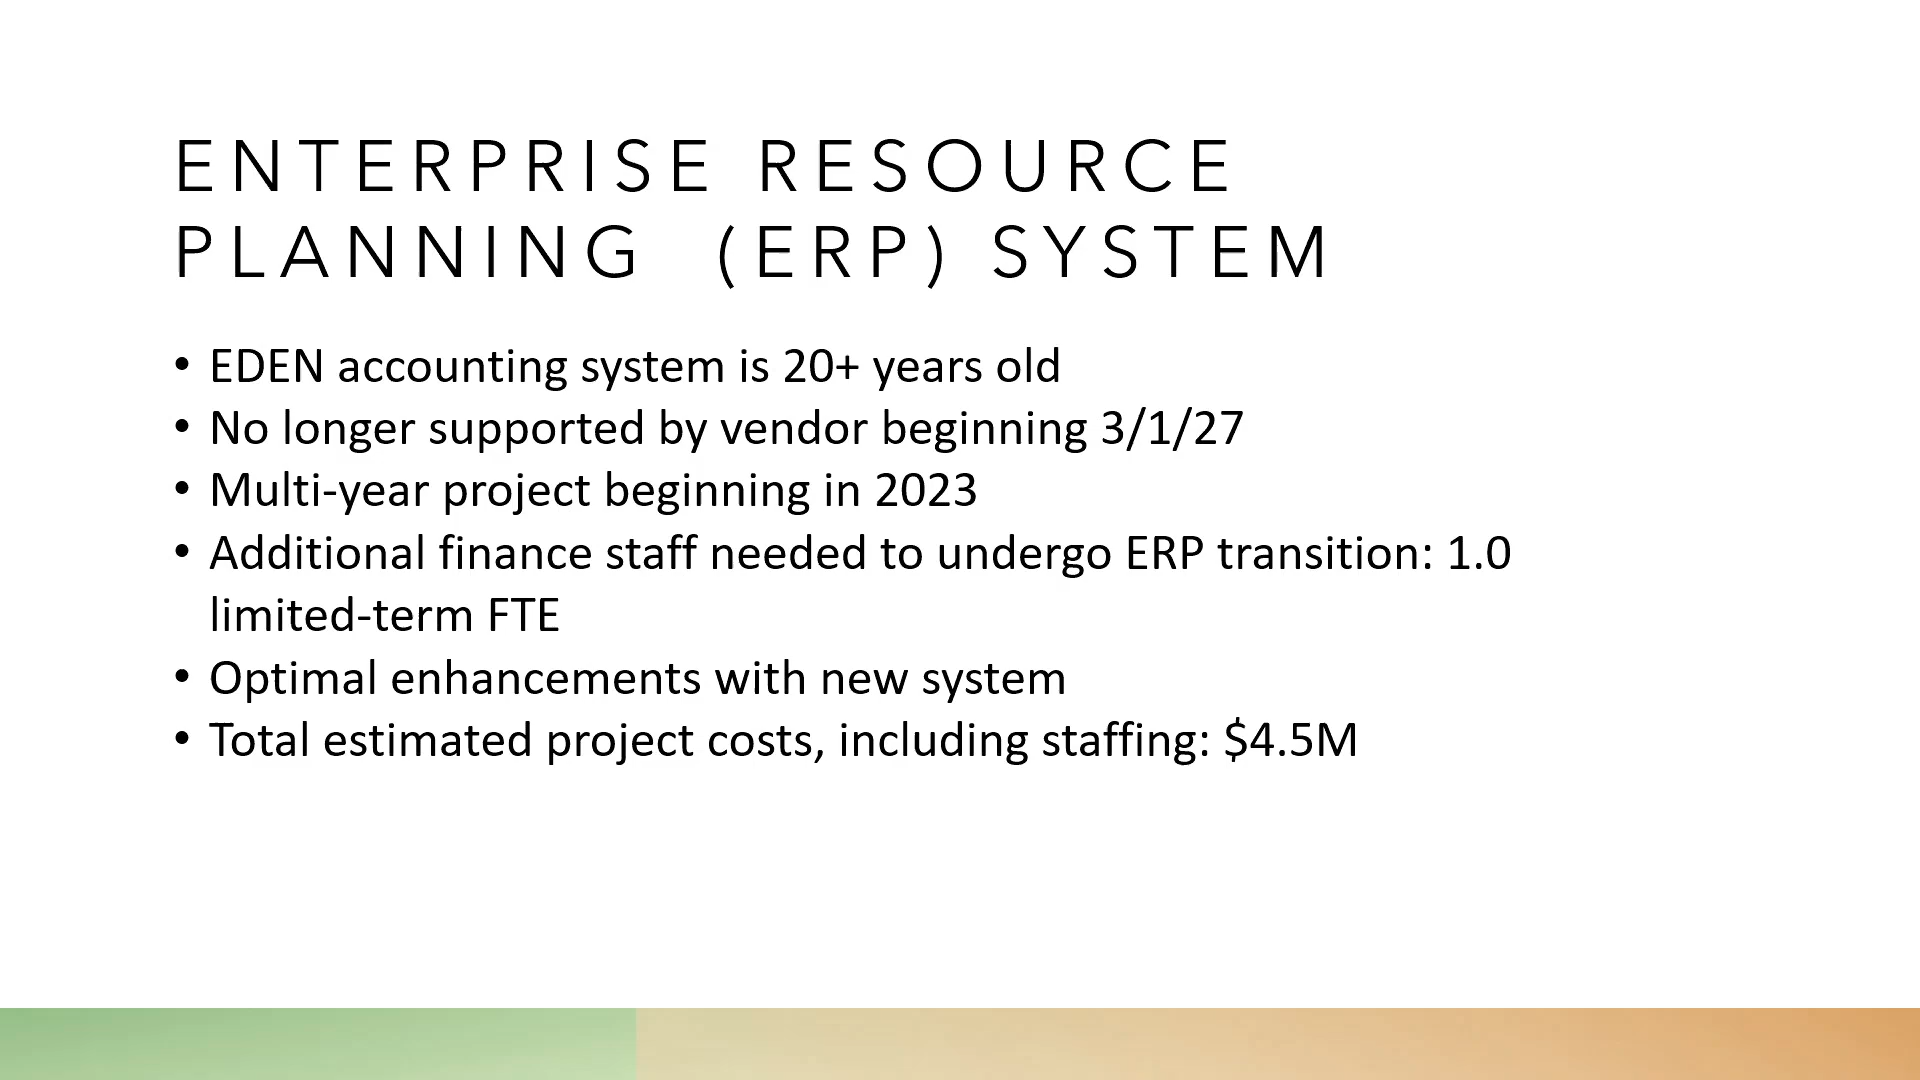 ENTERPRISE RESOURCE
PLANNING (ERP) SYSTEM
• EDEN accounting system is 20+ years old
• No longer supported by vendor beginning 3/1/27
• Multi-year project beginning in 2023
• Additional finance staff needed to undergo ERP transition: 1.0
limited-term FTE
• Optimal enhancements with new system
• Total estimated project costs, including staffing: $4.5M